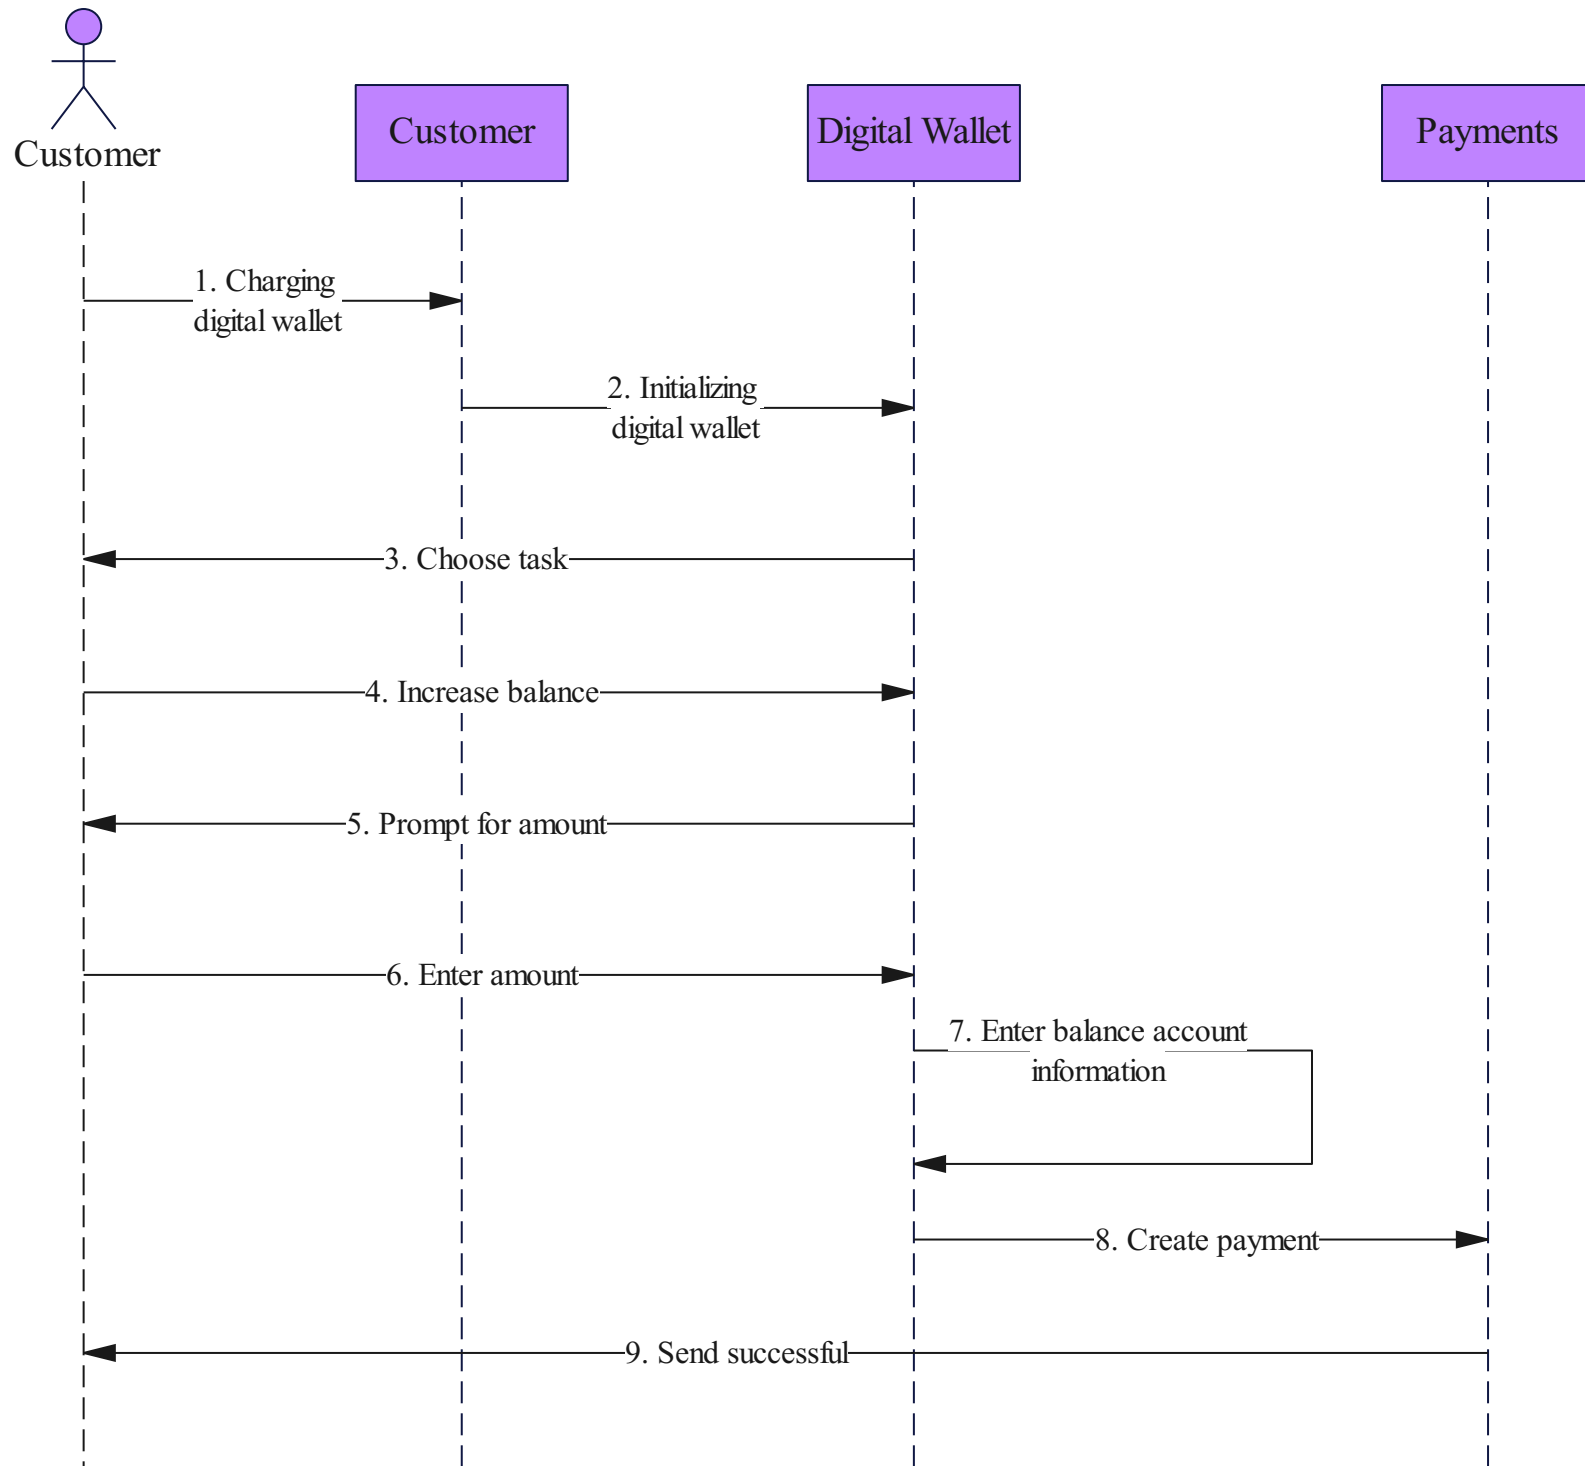 Customer
Customer
Digital Wallet
Payments
1. Charging
digital wallet
2. Initializing
digital wallet
3. Choose task
4. Increase balance
5. Prompt for amount
6. Enter amount
7. Enter balance account
information
8. Create payment
9. Send successful